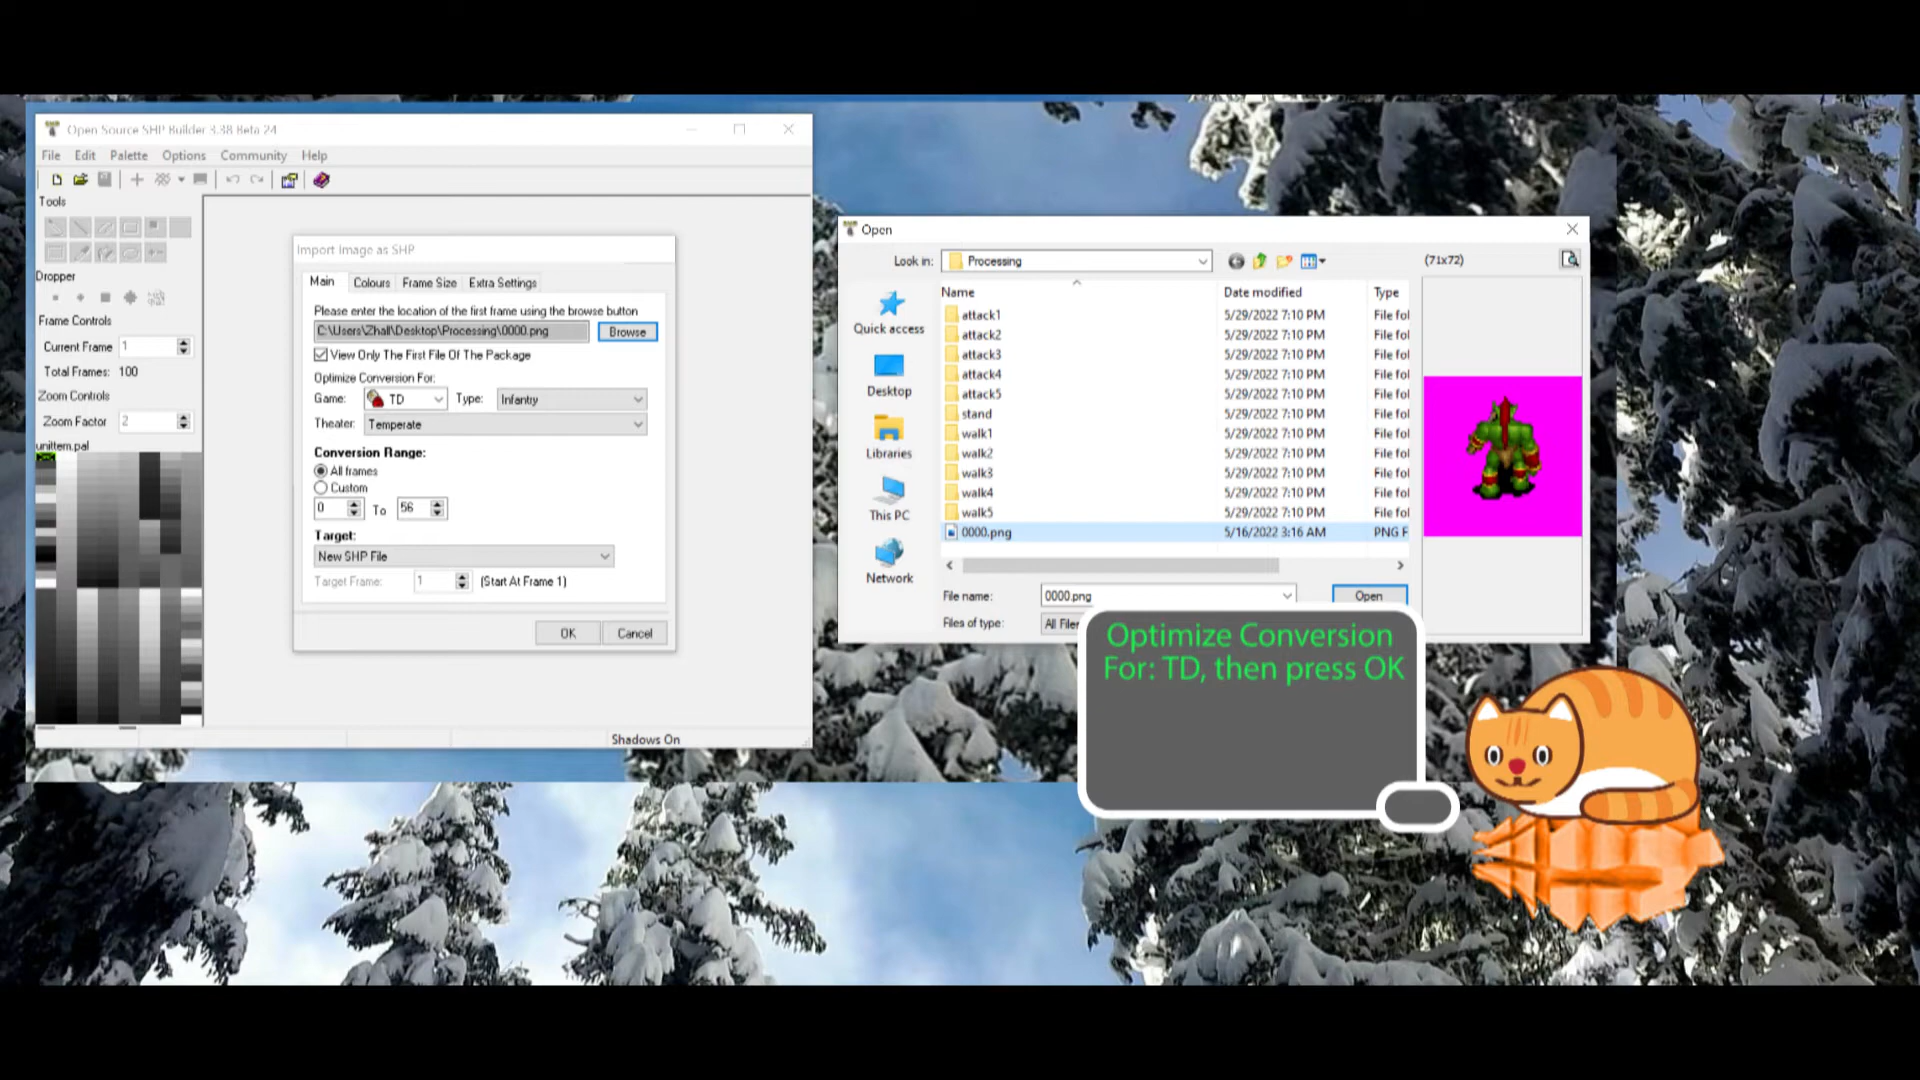 Open Source SHP Builder 3.38 Beta 24
File Edit Palette Options Community Help
Tools
Dropper
Frame Controls
Current Frame 1
Total Frames: 100
Zoom Controls
Zoom Factor 2
unittem.pal
Import Image as SHP
Main Colours Frame Size Extra Settings
Please enter the location of the first frame using the browse button
C:\Users\Zhall\Desktop\Processing\0000.png Browse
View Only The First File Of The Package
Optimize Conversion For:
Game: TD Type: Infantry
Theater: Temperate
Conversion Range:
All frames
Custom
0 To 56
Target:
New SHP File
Target Frame: 1 (Start At Frame 1)
OK Cancel
Shadows On
Open
Look in: Processing (71x72)
Quick access
Desktop
Libraries
This PC
Network
Name Date modified Type
attack1 5/29/2022 7:10 PM File fol
attack2 5/29/2022 7:10 PM File fol
attack3 5/29/2022 7:10 PM File fol
attack4 5/29/2022 7:10 PM File fol
attack5 5/29/2022 7:10 PM File fol
stand 5/29/2022 7:10 PM File fol
walk1 5/29/2022 7:10 PM File fol
walk2 5/29/2022 7:10 PM File fol
walk3 5/29/2022 7:10 PM File fol
walk4 5/29/2022 7:10 PM File fol
walk5 5/29/2022 7:10 PM File fol
0000.png 5/16/2022 3:16 AM PNG F
File name: 0000.png Open
Files of type: All Files
Optimize Conversion
For: TD, then press OK